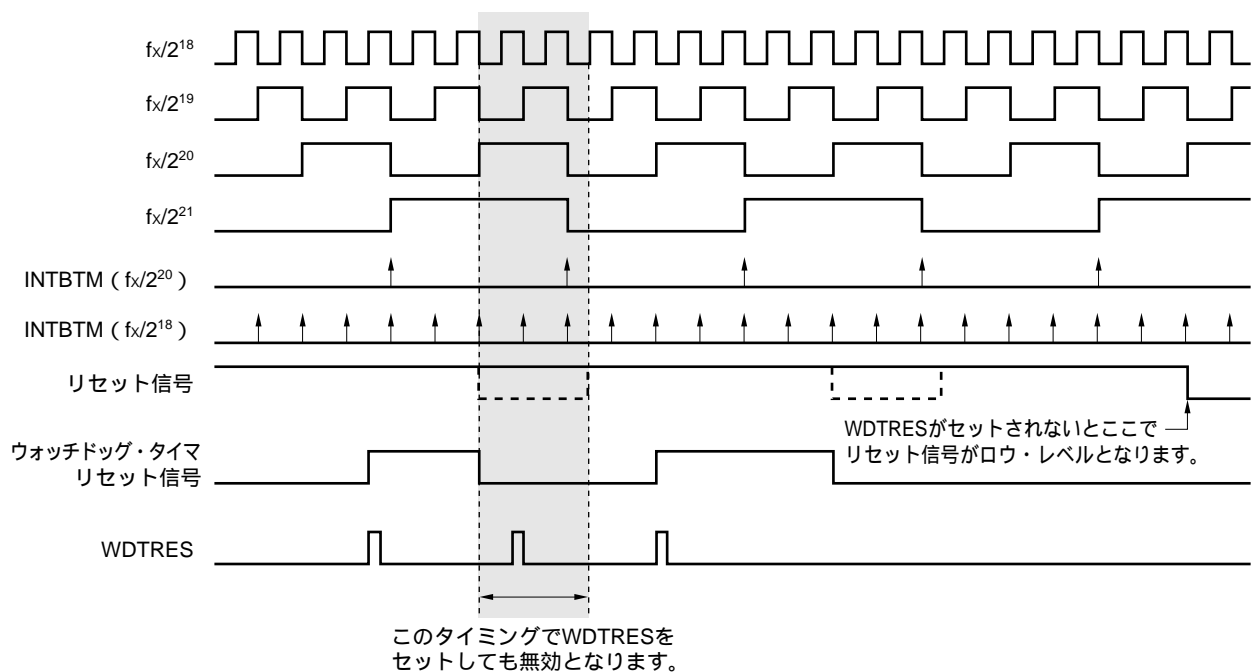 fx/2¹⁸
fx/2¹⁹
fx/2²⁰
fx/2²¹
INTBTM（fx/2²⁰）
INTBTM（fx/2¹⁸）
リセット信号
WDTRESがセットされないとここで
リセット信号がロウ・レベルとなります。
ウォッチドッグ・タイマ
リセット信号
WDTRES
このタイミングでWDTRESを
セットしても無効となります。